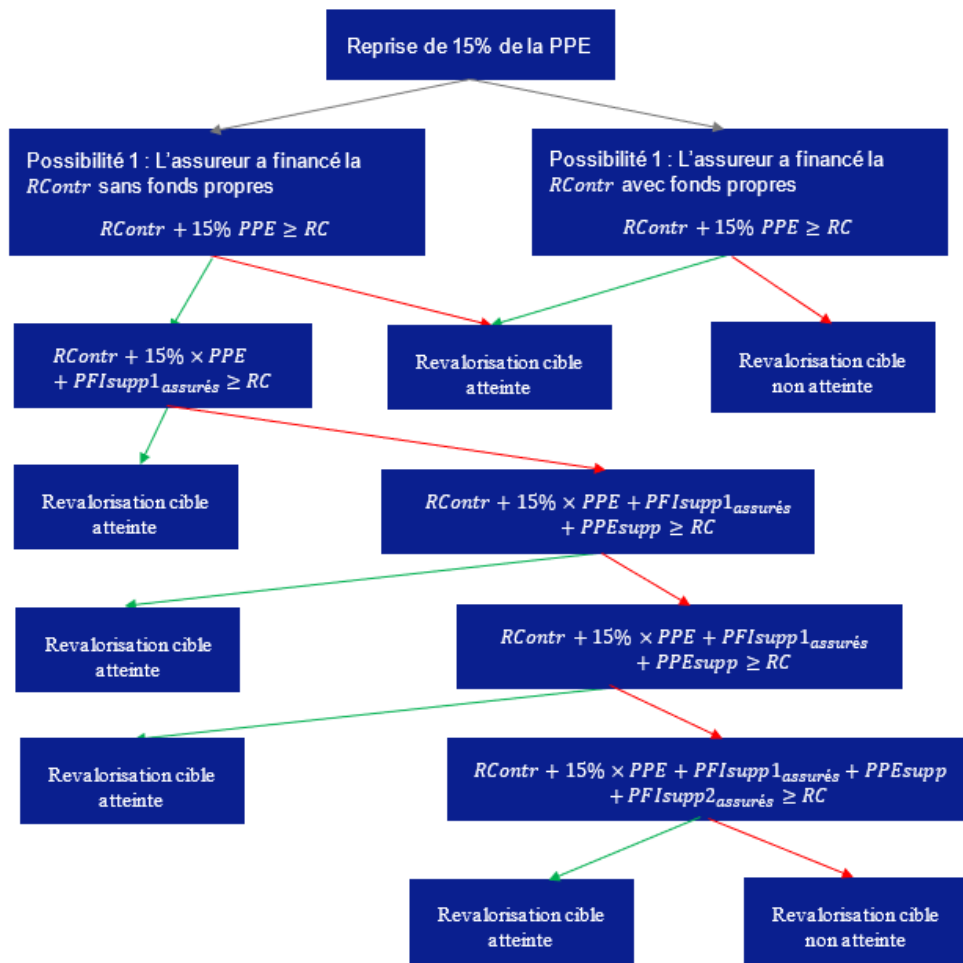 Reprise de 15% de la PPE
Possibilité 1 : L'assureur a financé la
RContr sans fonds propres
RContr + 15% PPE ≥ RC
Possibilité 1 : L'assureur a financé la
RContr avec fonds propres
RContr + 15% PPE ≥ RC
RContr + 15% × PPE
+ PFIsupp1assurés ≥ RC
Revalorisation cible
atteinte
Revalorisation cible
non atteinte
Revalorisation cible
atteinte
RContr + 15% × PPE + PFIsupp1assurés
+ PPEsupp ≥ RC
Revalorisation cible
atteinte
RContr + 15% × PPE + PFIsupp1assurés
+ PPEsupp ≥ RC
Revalorisation cible
atteinte
RContr + 15% × PPE + PFIsupp1assurés + PPEsupp
+ PFIsupp2assurés ≥ RC
Revalorisation cible
atteinte
Revalorisation cible
non atteinte